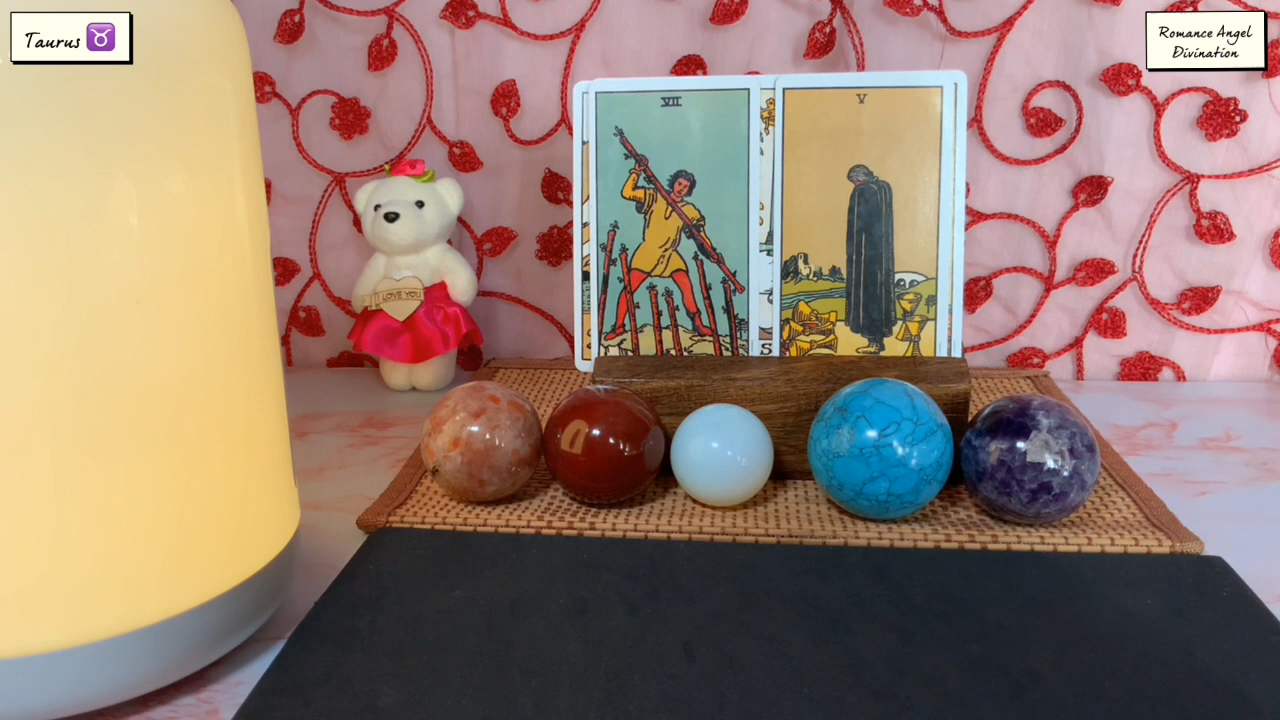 Taurus ♉
Romance Angel
Divination
VII
V
I LOVE YOU
S